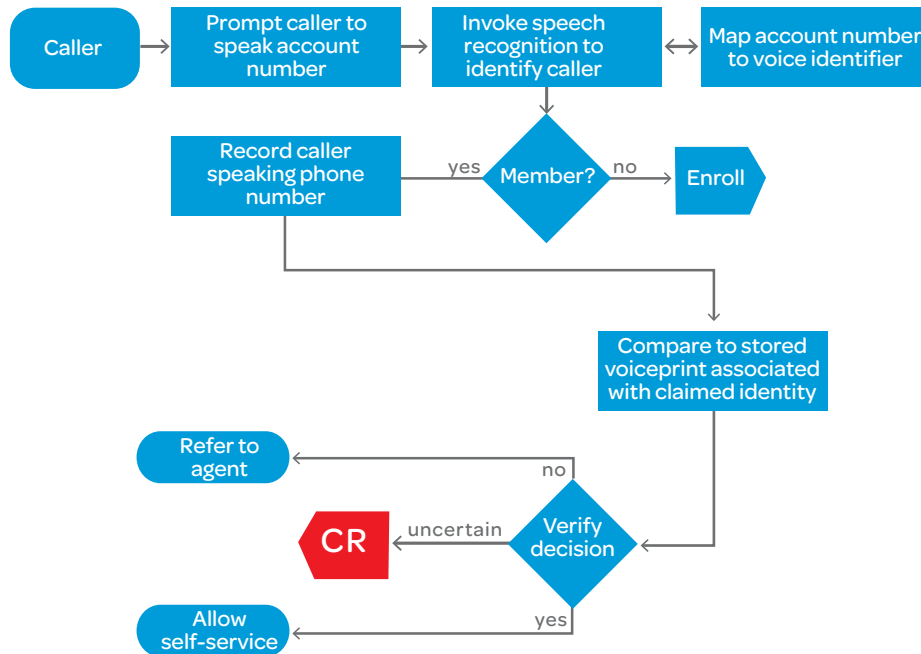 Caller
Prompt caller to
speak account
number
Invoke speech
recognition to
identify caller
Map account number
to voice identifier
Record caller
speaking phone
number
yes
Member?
no
Enroll
Compare to stored
voiceprint associated
with claimed identity
Refer to
agent
no
CR
uncertain
Verify
decision
yes
Allow
self-service